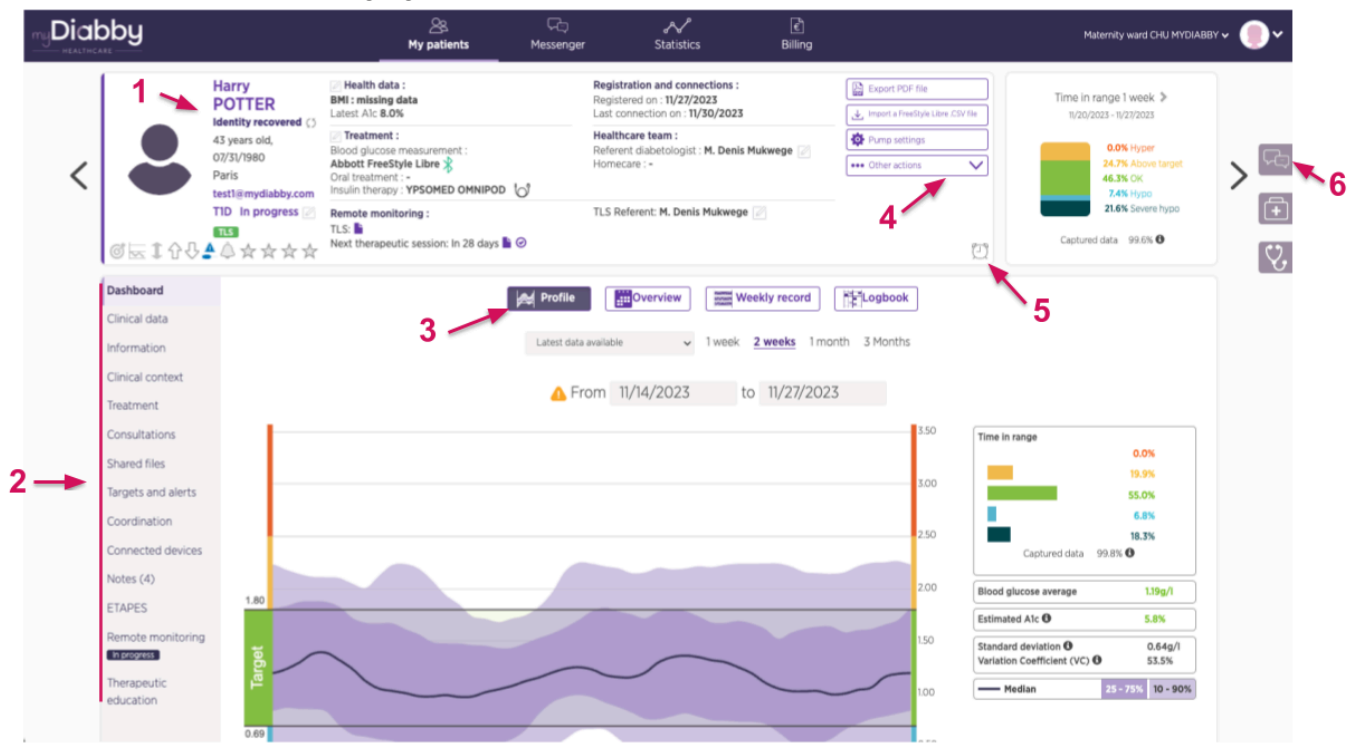 myDiabby
HEALTHCARE
My patients
Messenger
Statistics
Billing
Maternity ward CHU MYDIABBY
1
Harry
POTTER
Identity recovered
43 years old,
07/31/1980
Paris
test1@mydiabby.com
T1D In progress
TLS
Health data :
BMI : missing data
Latest A1c 8.0%
Treatment :
Blood glucose measurement :
Abbott FreeStyle Libre
Oral treatment : -
Insulin therapy : YPSOMED OMNIPOD
Remote monitoring :
TLS:
Next therapeutic session: In 28 days
Registration and connections :
Registered on : 11/27/2023
Last connection on : 11/30/2023
Healthcare team :
Referent diabetologist : M. Denis Mukwege
Homecare : -
TLS Referent: M. Denis Mukwege
Export PDF file
Import a FreeStyle Libre .CSV file
Pump settings
Other actions
4
5
Time in range 1 week
11/20/2023 - 11/27/2023
0.0% Hyper
24.7% Above target
46.3% OK
7.4% Hypo
21.6% Severe hypo
Captured data 99.6%
6
2
Dashboard
Clinical data
Information
Clinical context
Treatment
Consultations
Shared files
Targets and alerts
Coordination
Connected devices
Notes (4)
ETAPES
Remote monitoring
In progress
Therapeutic
education
3
Profile
Overview
Weekly record
Logbook
Latest data available
1 week
2 weeks
1 month
3 Months
From 11/14/2023 to 11/27/2023
3.50
3.00
2.50
2.00
1.50
1.00
1.80
Target
0.69
Time in range
0.0%
19.9%
55.0%
6.8%
18.3%
Captured data 99.8%
Blood glucose average 1.19g/l
Estimated A1c 5.8%
Standard deviation 0.64g/l
Variation Coefficient (VC) 53.5%
Median 25 - 75% 10 - 90%